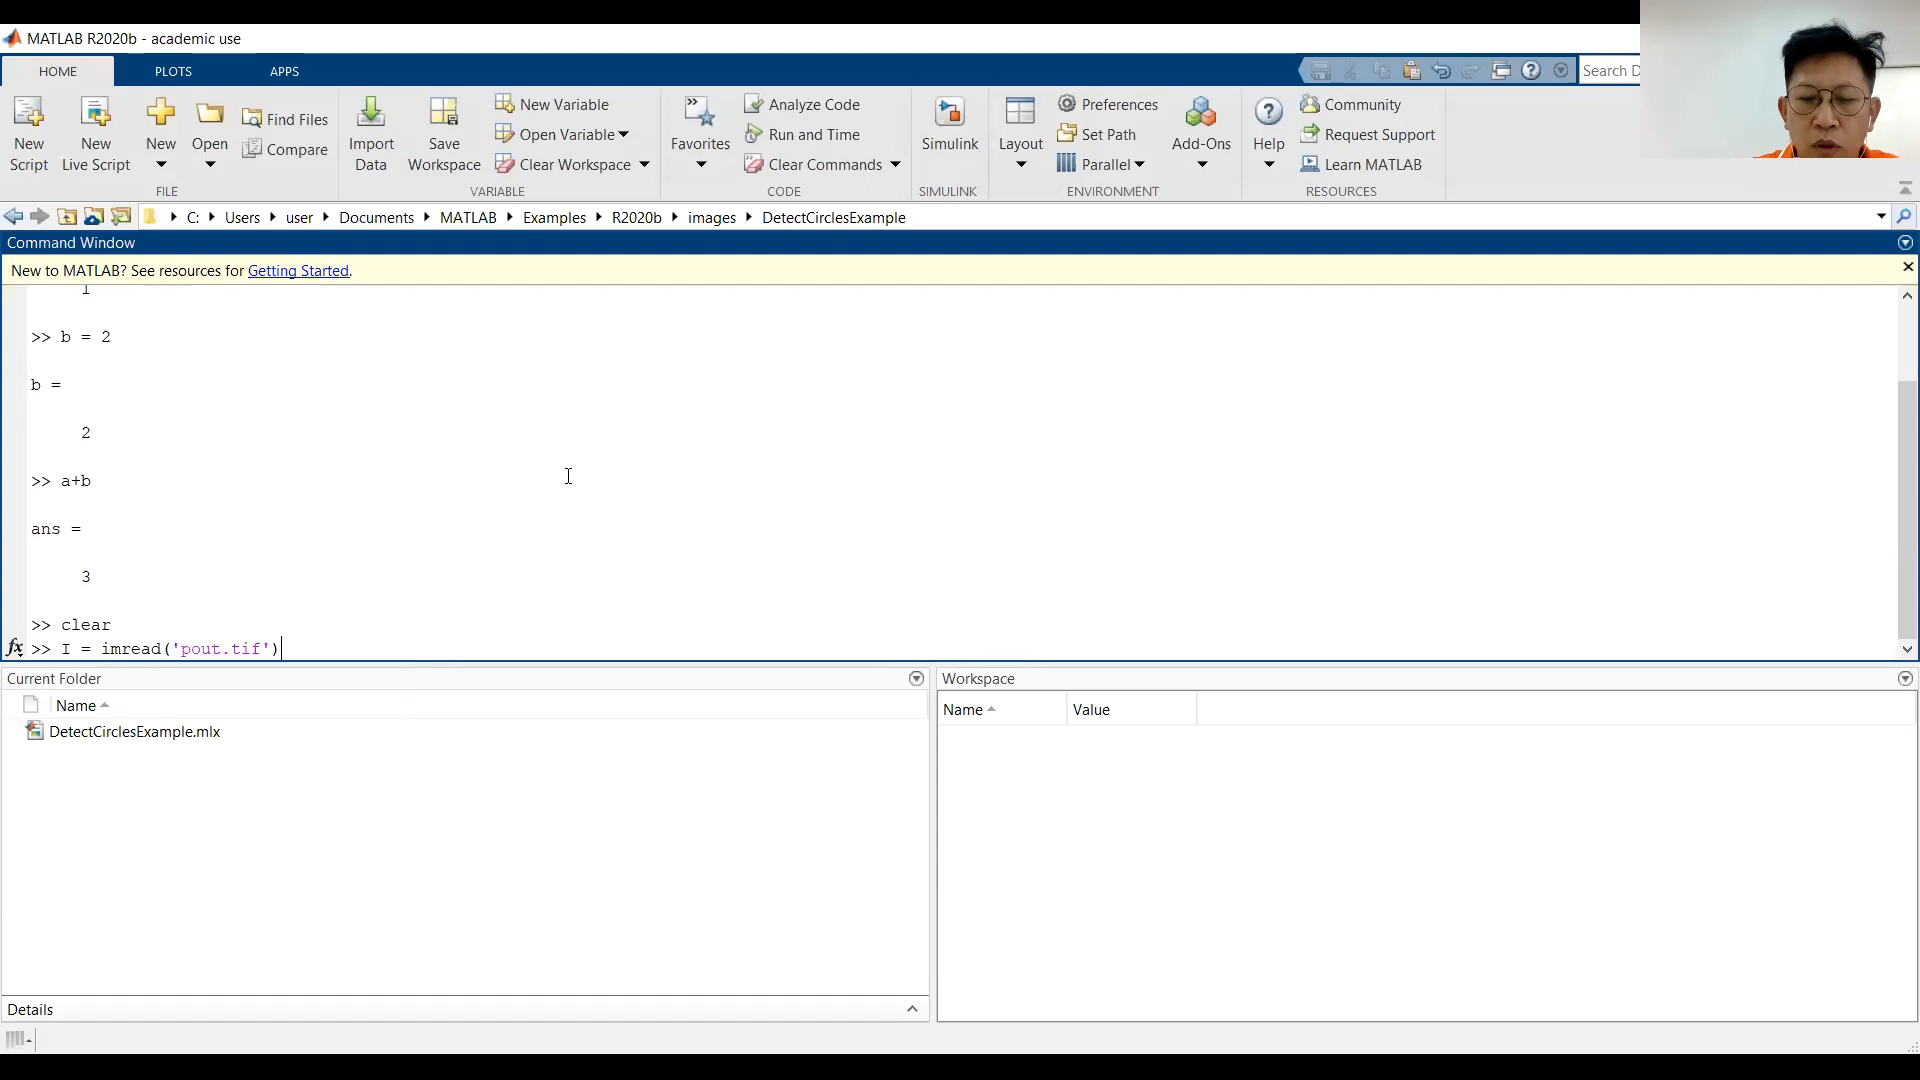 MATLAB R2020b - academic use
HOME PLOTS APPS
Search D
New Script
New Live Script
New
Open
Find Files
Compare
FILE
Import Data
Save Workspace
New Variable
Open Variable
Clear Workspace
VARIABLE
Favorites
Analyze Code
Run and Time
Clear Commands
CODE
Simulink
SIMULINK
Layout
Preferences
Set Path
Parallel
Add-Ons
ENVIRONMENT
Help
Community
Request Support
Learn MATLAB
RESOURCES
C: Users user Documents MATLAB Examples R2020b images DetectCirclesExample
Command Window
New to MATLAB? See resources for Getting Started.
1
>> b = 2
b =
2
>> a+b
ans =
3
>> clear
fx >> I = imread('pout.tif')
Current Folder
Name
DetectCirclesExample.mlx
Details
Workspace
Name Value